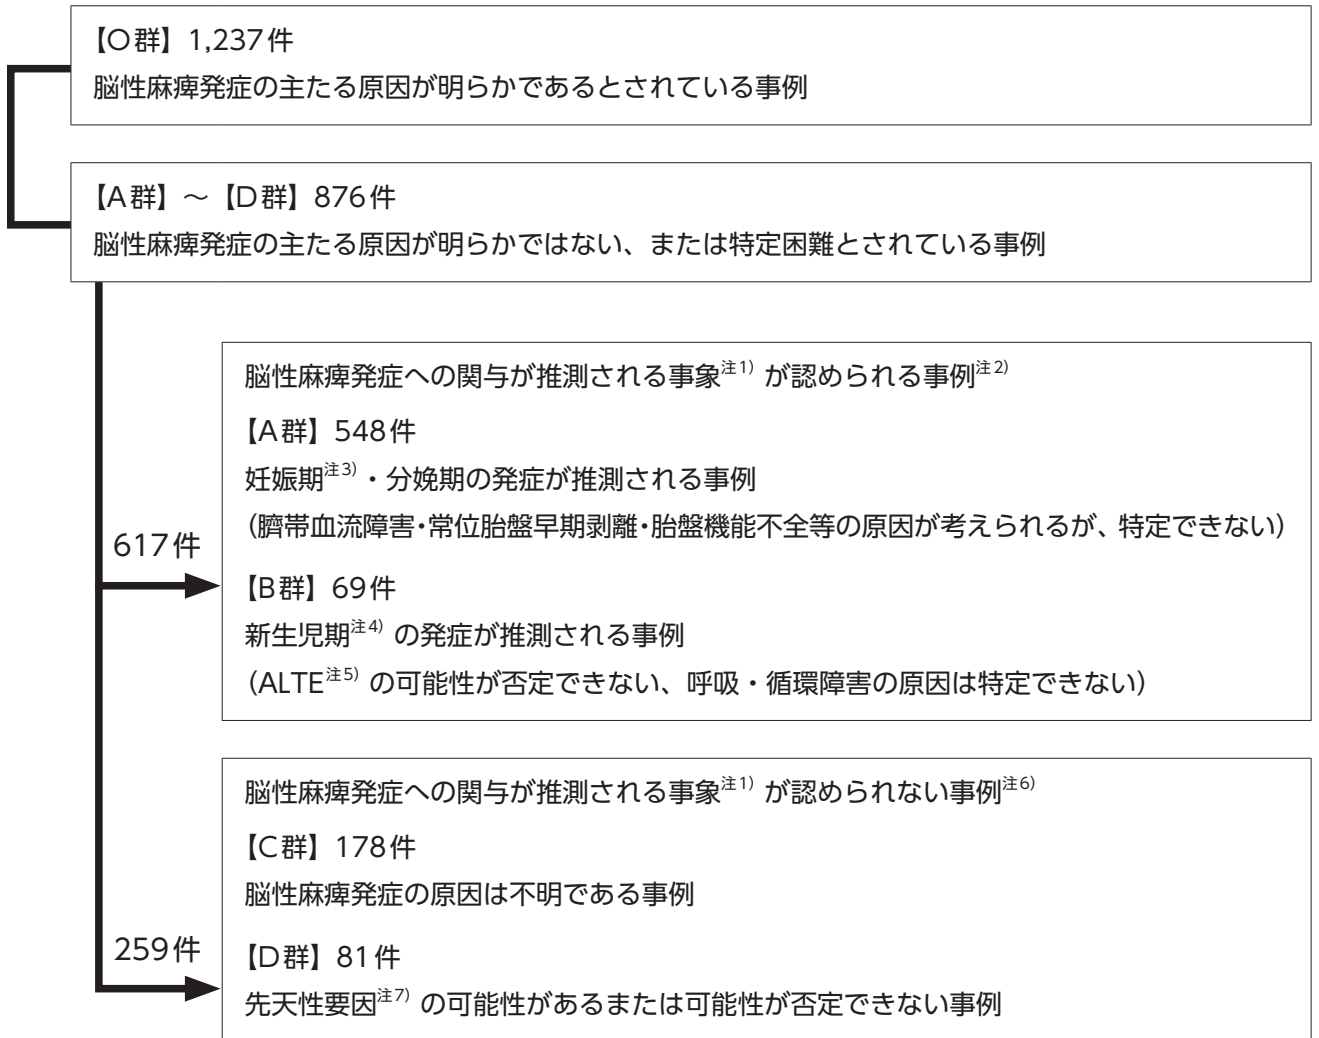 【O群】1,237件
脳性麻痺発症の主たる原因が明らかであるとされている事例
【A群】～【D群】876件
脳性麻痺発症の主たる原因が明らかではない、または特定困難とされている事例
脳性麻痺発症への関与が推測される事象注1) が認められる事例注2)
【A群】548件
妊娠期注3)・分娩期の発症が推測される事例
（臍帯血流障害・常位胎盤早期剥離・胎盤機能不全等の原因が考えられるが、特定できない）
617件
【B群】69件
新生児期注4) の発症が推測される事例
（ALTE注5) の可能性が否定できない、呼吸・循環障害の原因は特定できない）
脳性麻痺発症への関与が推測される事象注1) が認められない事例注6)
【C群】178件
脳性麻痺発症の原因は不明である事例
259件
【D群】81件
先天性要因注7) の可能性があるまたは可能性が否定できない事例